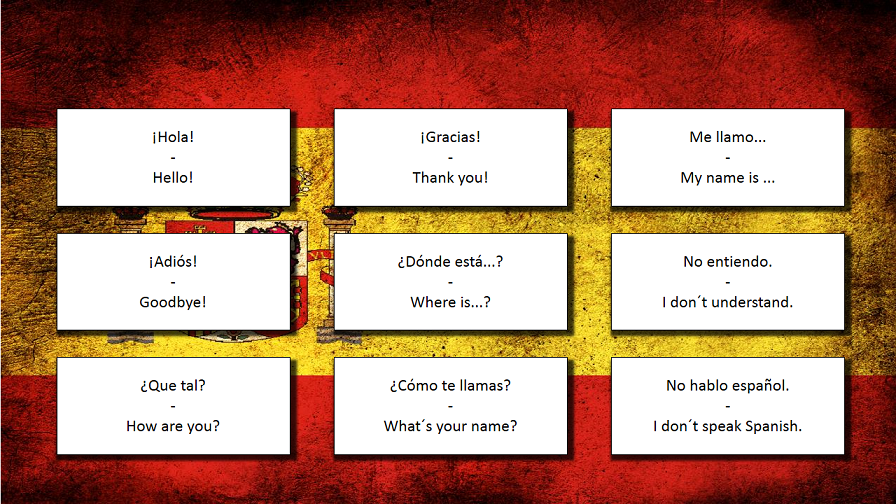 ¡Hola!
-
Hello!
¡Gracias!
-
Thank you!
Me llamo...
-
My name is ...
¡Adiós!
-
Goodbye!
¿Dónde está...?
-
Where is...?
No entiendo.
-
I don´t understand.
¿Que tal?
-
How are you?
¿Cómo te llamas?
-
What´s your name?
No hablo español.
-
I don´t speak Spanish.